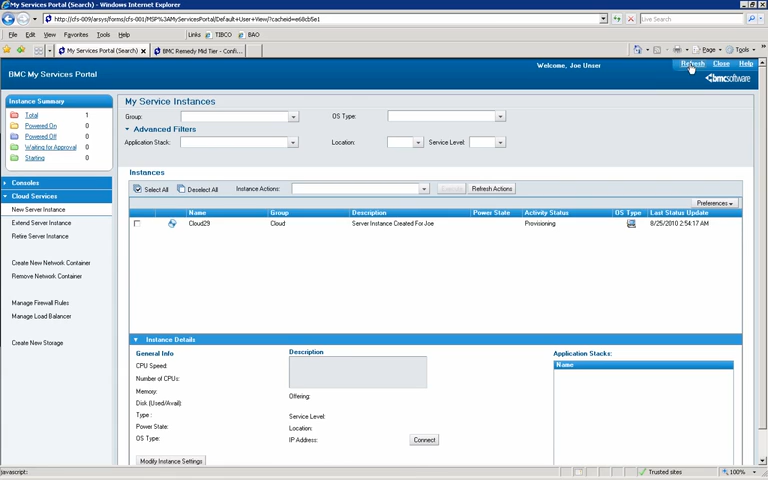 My Services Portal (Search) - Windows Internet Explorer
http://cfs-009/arsys/forms/cfs-001/MSP%3AMyServicesPortal/Default+User+View/?cacheid=e68cb5e1
Live Search
File Edit View Favorites Tools Help Links TIBCO BAO
My Services Portal (Search) BMC Remedy Mid Tier - Confi... Page Tools
Welcome, Joe Unser Refresh Close Help
BMC My Services Portal
bmcsoftware
Instance Summary
Total 1
Powered On 0
Powered Off 0
Waiting for Approval 0
Starting 0
Consoles
Cloud Services
New Server Instance
Extend Server Instance
Retire Server Instance
Create New Network Container
Remove Network Container
Manage Firewall Rules
Manage Load Balancer
Create New Storage
My Service Instances
Group: OS Type:
Advanced Filters
Application Stack: Location: Service Level:
Instances
Select All Deselect All Instance Actions: Refresh Actions
Preferences
Name Group Description Power State Activity Status OS Type Last Status Update
Cloud29 Cloud Server Instance Created For Joe Provisioning 8/25/2010 2:54:17 AM
Instance Details
General Info
CPU Speed:
Number of CPUs:
Memory:
Disk (Used/Avail):
Type :
Power State:
OS Type:
Modify Instance Settings
Description
Offering:
Service Level:
Location:
IP Address: Connect
Application Stacks:
Name
javascript: Trusted sites 100%